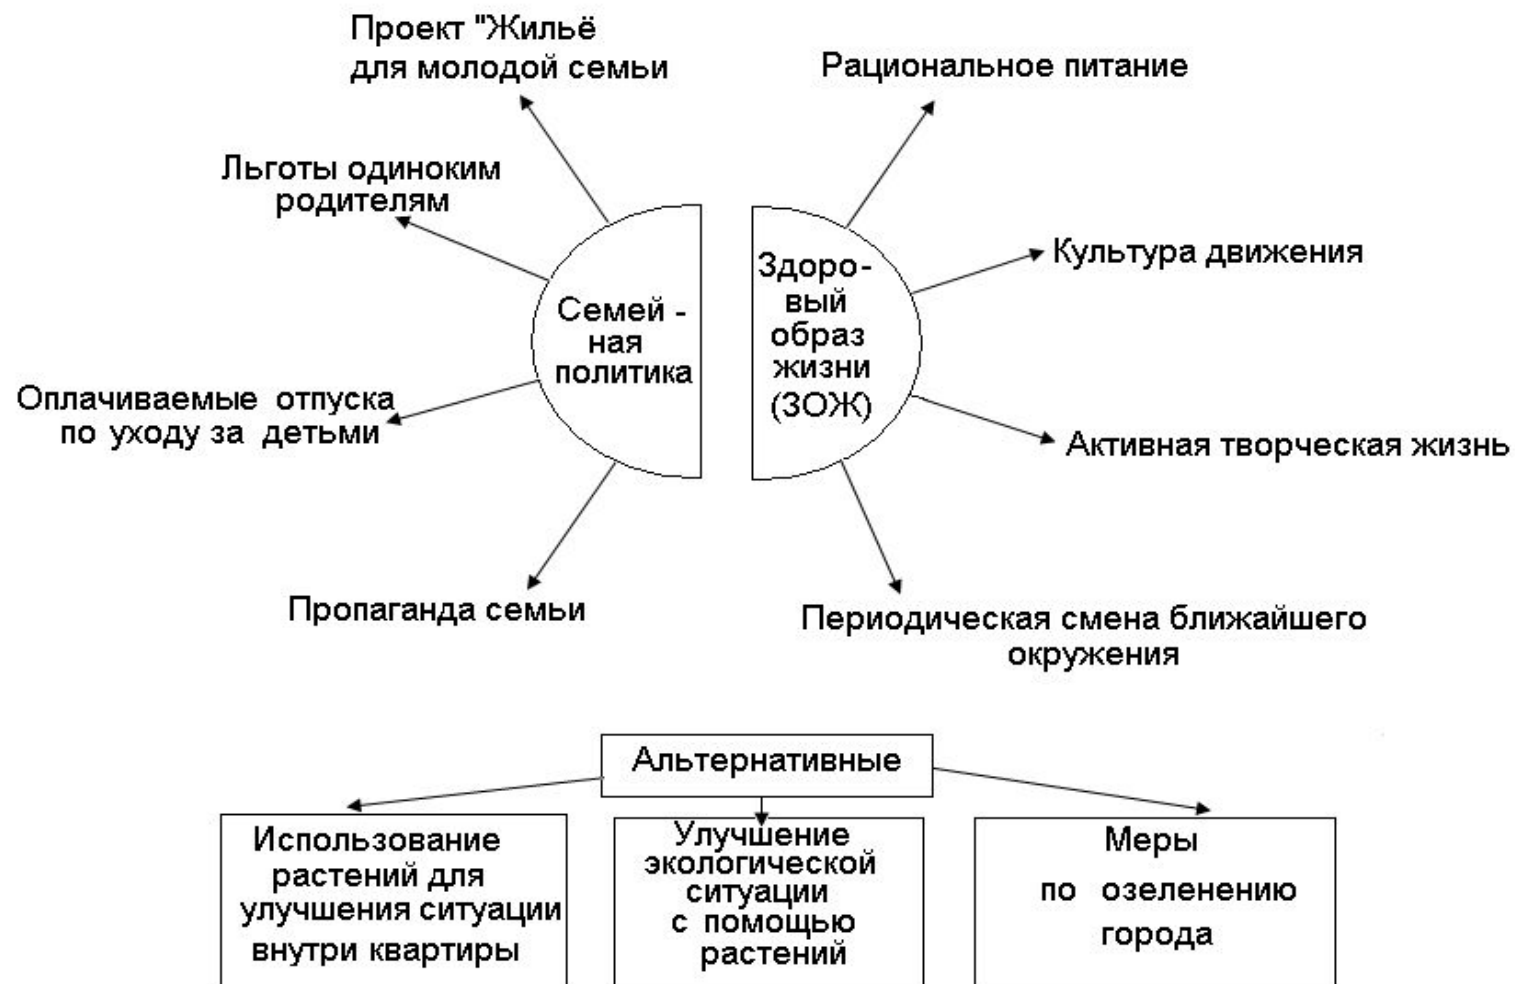 Проект "Жильё
для молодой семьи
Рациональное питание
Льготы одиноким
родителям
Культура движения
Здоро-
вый
образ
жизни
(ЗОЖ)
Семей -
ная
политика
Оплачиваемые отпуска
по уходу за детьми
Активная творческая жизнь
Пропаганда семьи
Периодическая смена ближайшего
окружения
Альтернативные
Использование
растений для
улучшения ситуации
внутри квартиры
Улучшение
экологической
ситуации
с помощью
растений
Меры
по озеленению
города